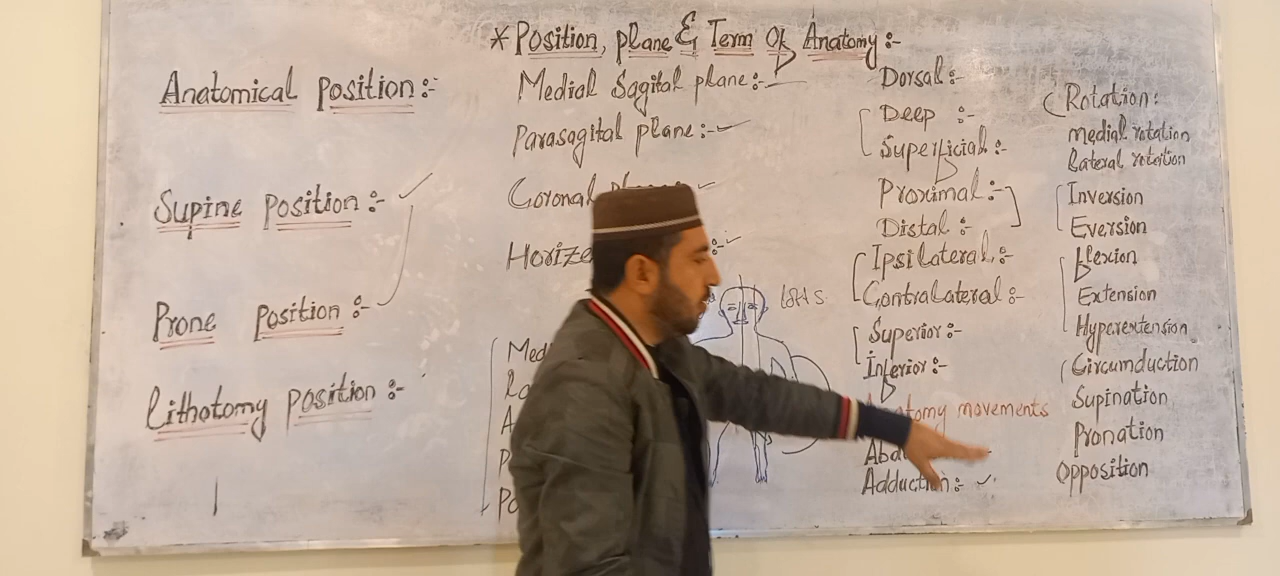 *Position, plane & Term Of Anatomy:-
Anatomical position:-
Supine position:-
Prone position:-
Lithotomy position:-
Medial Sagital plane:-
Parasagital plane:-
Coronal
Dorsal:-
Deep :-
Superficial:-
Proximal:-
Distal:-
Ipsilateral:-
Contralateral:-
Superior:-
Inferior:-
movements
Adduction:-
Rotation:
medial rotation
Lateral rotation
Inversion
Eversion
flexion
Extension
Hyperextension
Circumduction
Supination
Pronation
Opposition